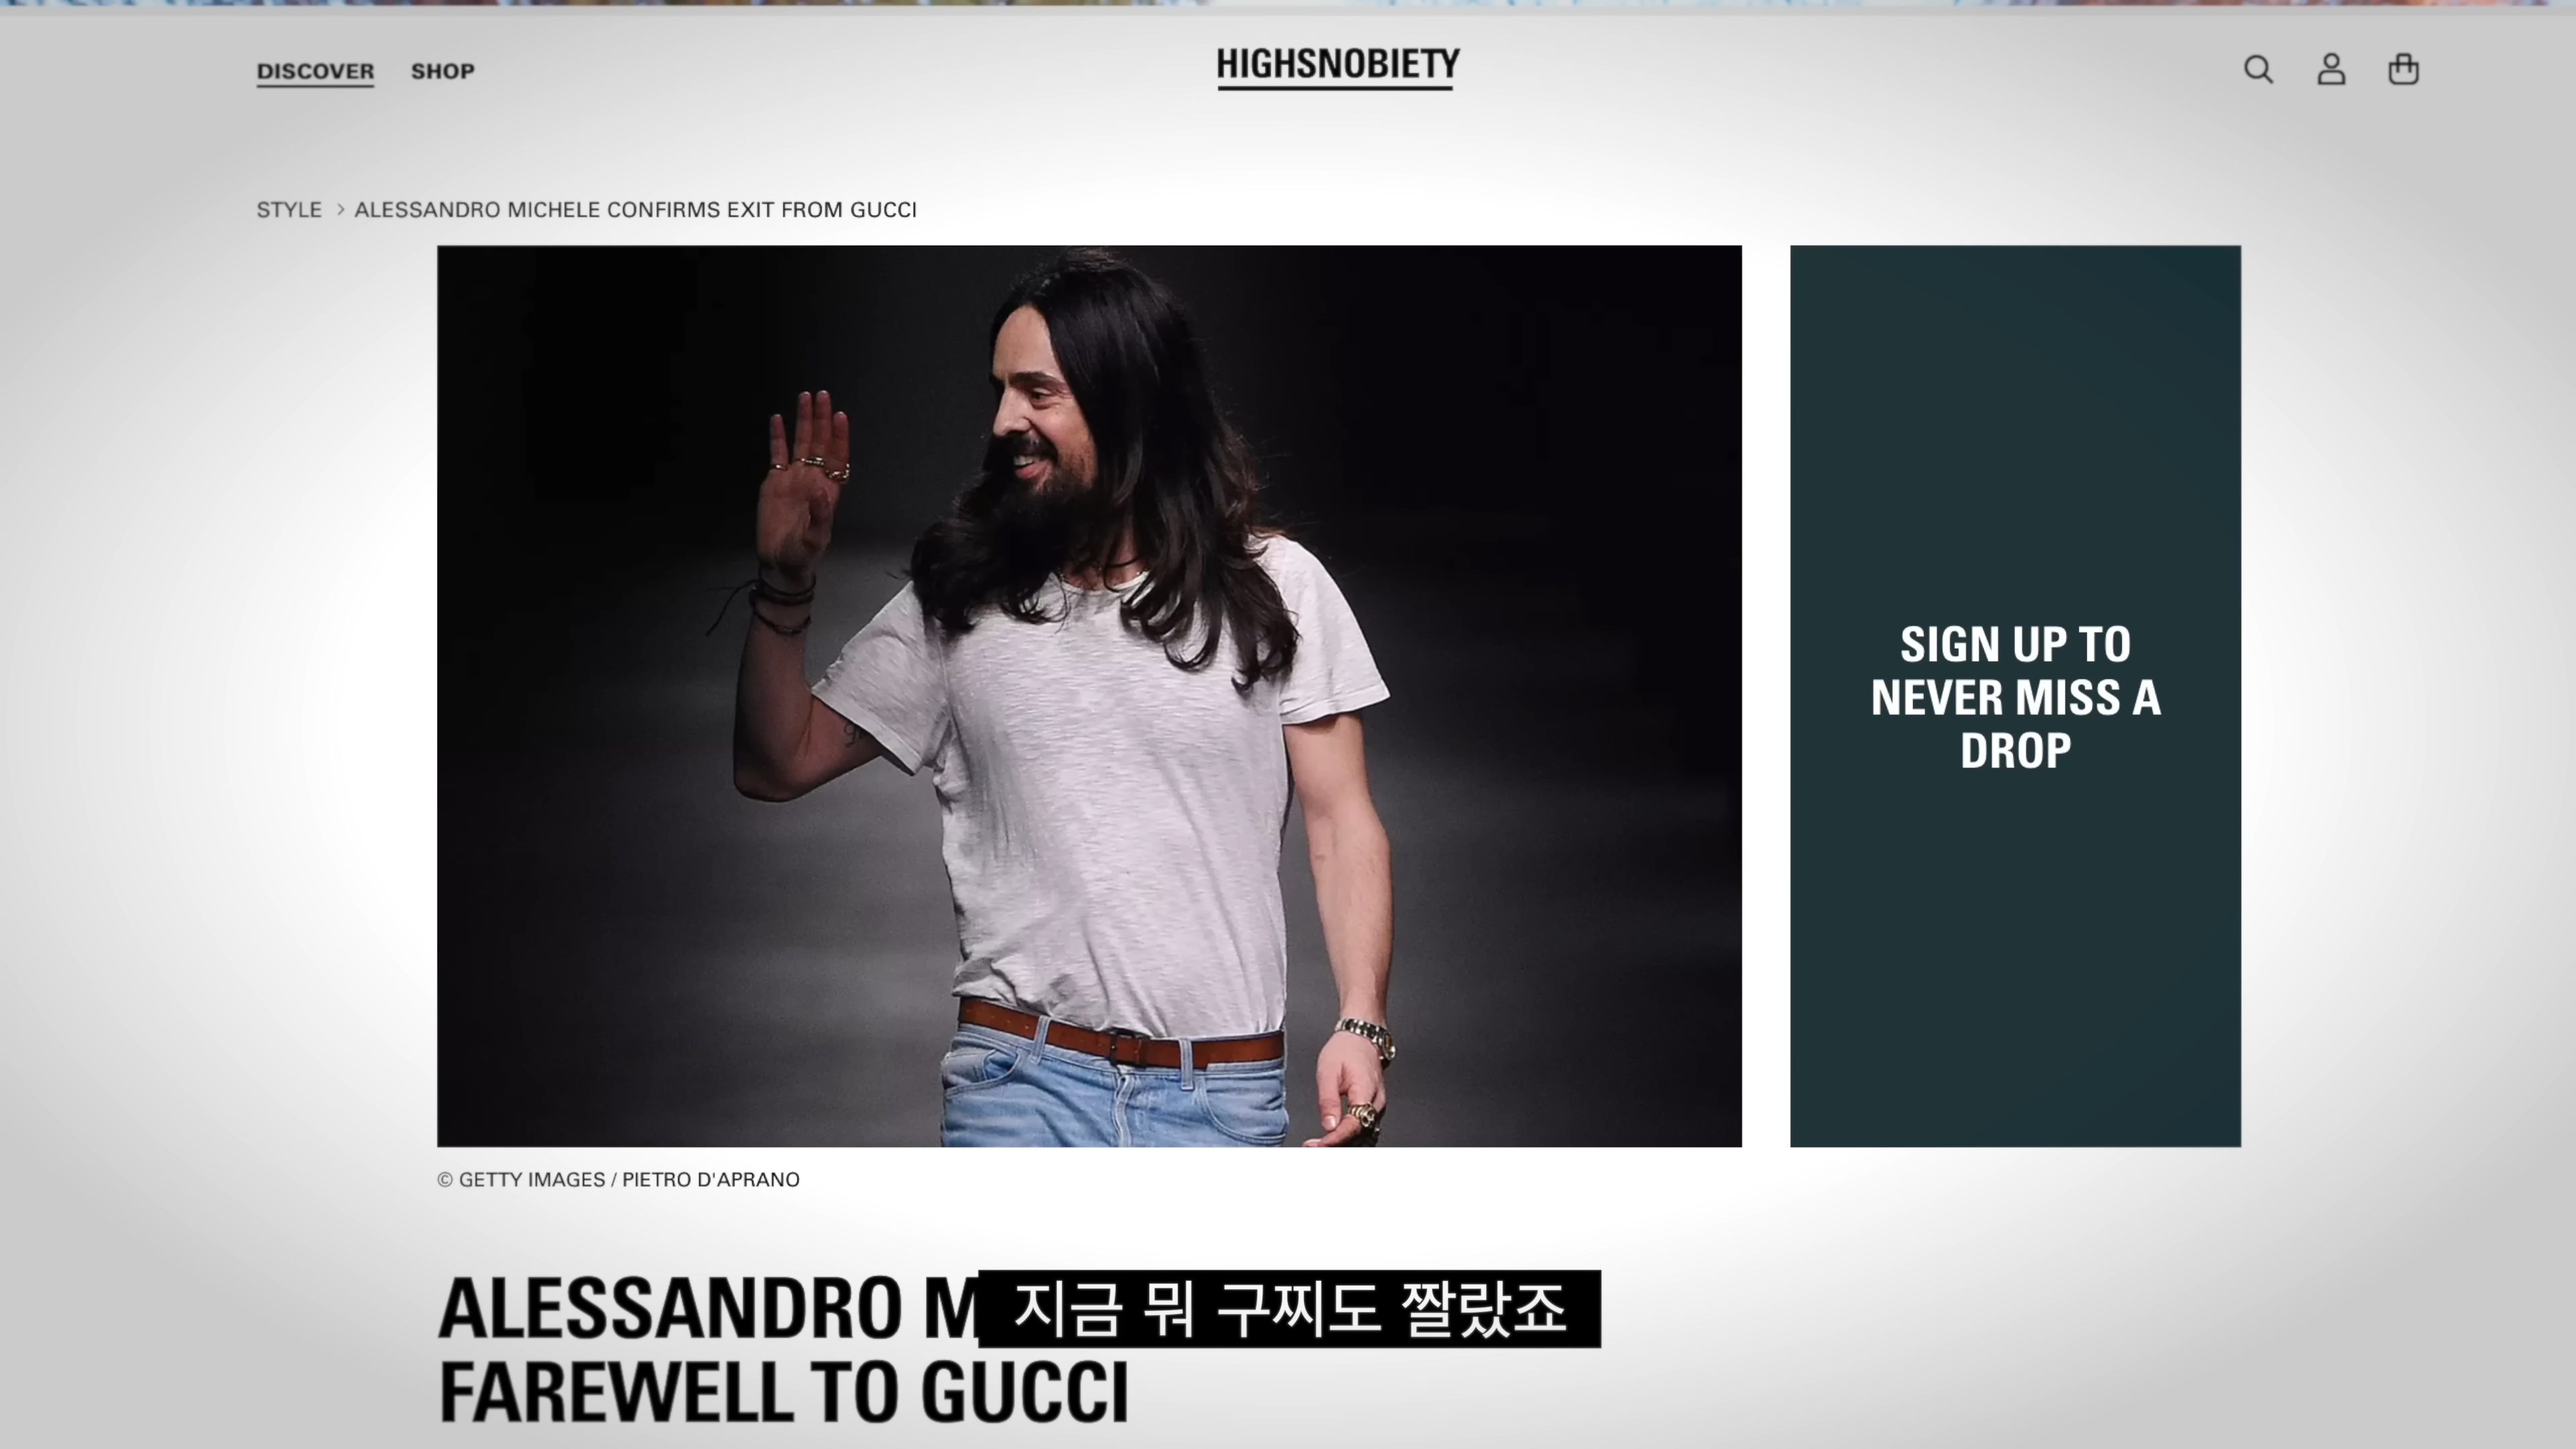 DISCOVER SHOP HIGHSNOBIETY
STYLE > ALESSANDRO MICHELE CONFIRMS EXIT FROM GUCCI
SIGN UP TO
NEVER MISS A
DROP
© GETTY IMAGES / PIETRO D'APRANO
ALESSANDRO M
지금 뭐 구찌도 짤랐죠
FAREWELL TO GUCCI